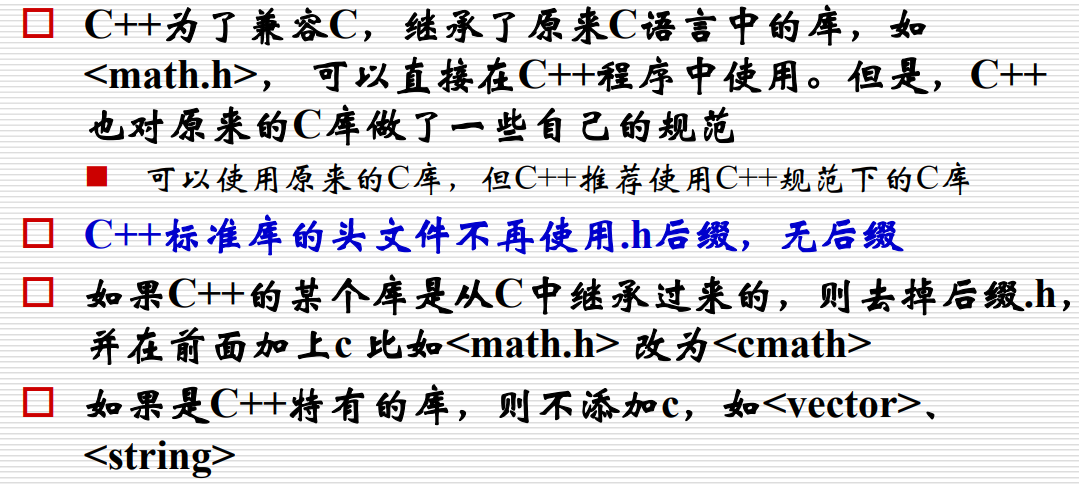 C++为了兼容C，继承了原来C语言中的库，如
<math.h>， 可以直接在C++程序中使用。但是，C++
也对原来的C库做了一些自己的规范
可以使用原来的C库，但C++推荐使用C++规范下的C库
C++标准库的头文件不再使用.h后缀，无后缀
如果C++的某个库是从C中继承过来的，则去掉后缀.h，
并在前面加上c 比如<math.h> 改为<cmath>
如果是C++特有的库，则不添加c，如<vector>、
<string>